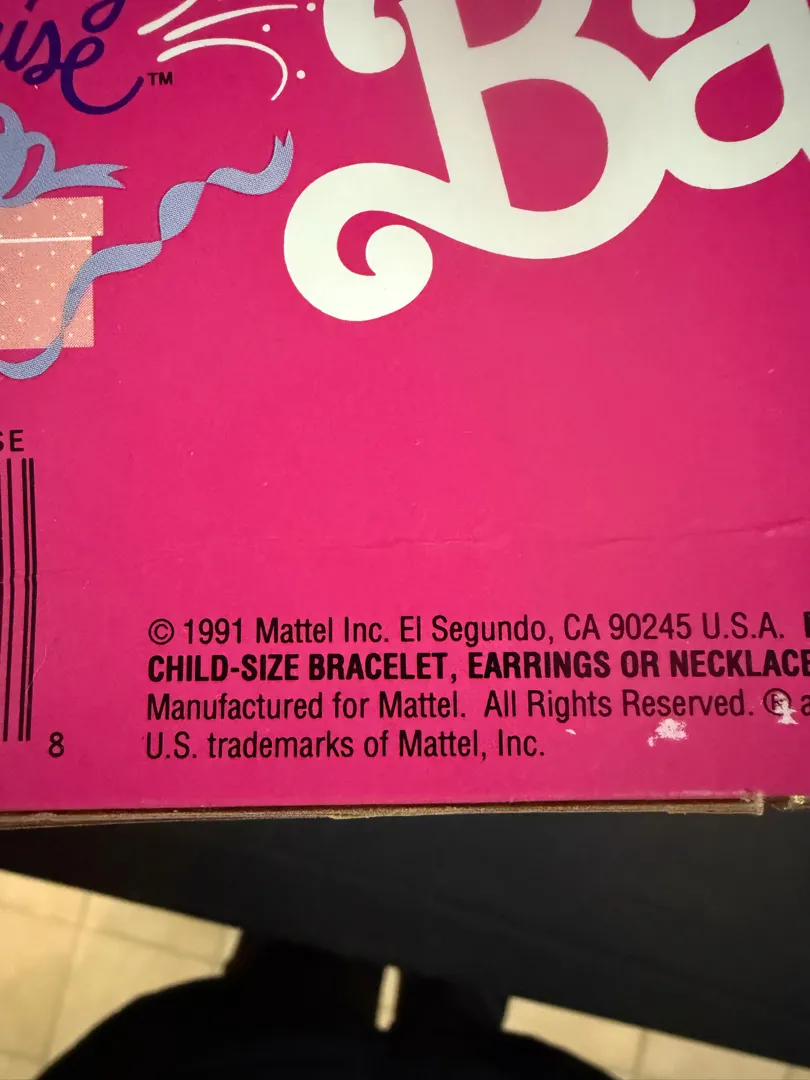 ise™
Ba
SE
8
© 1991 Mattel Inc. El Segundo, CA 90245 U.S.A.
CHILD-SIZE BRACELET, EARRINGS OR NECKLACE
Manufactured for Mattel. All Rights Reserved. ® a
U.S. trademarks of Mattel, Inc.